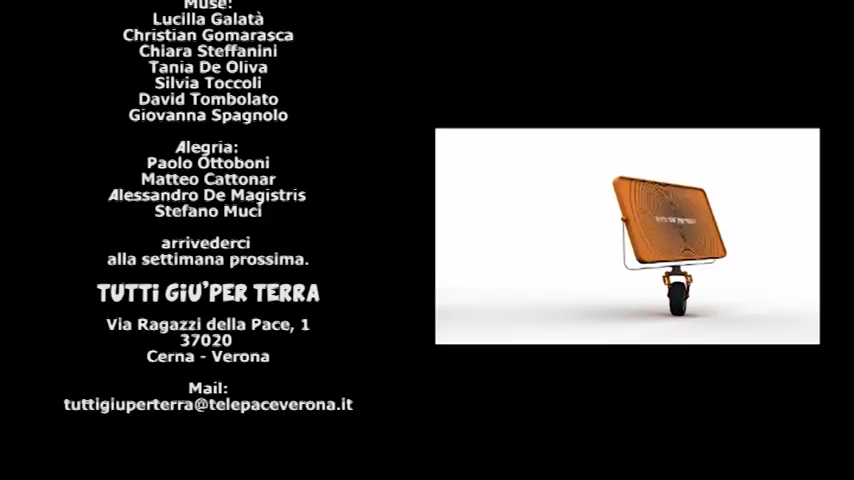 Muse:
Lucilla Galatà
Christian Gomarasca
Chiara Steffanini
Tania De Oliva
Silvia Toccoli
David Tombolato
Giovanna Spagnolo
Alegria:
Paolo Ottoboni
Matteo Cattonar
Alessandro De Magistris
Stefano Muci
arrivederci
alla settimana prossima.
TUTTi GiU'PER TERRA
Via Ragazzi della Pace, 1
37020
Cerna - Verona
Mail:
tuttigiuperterra@telepaceverona.it